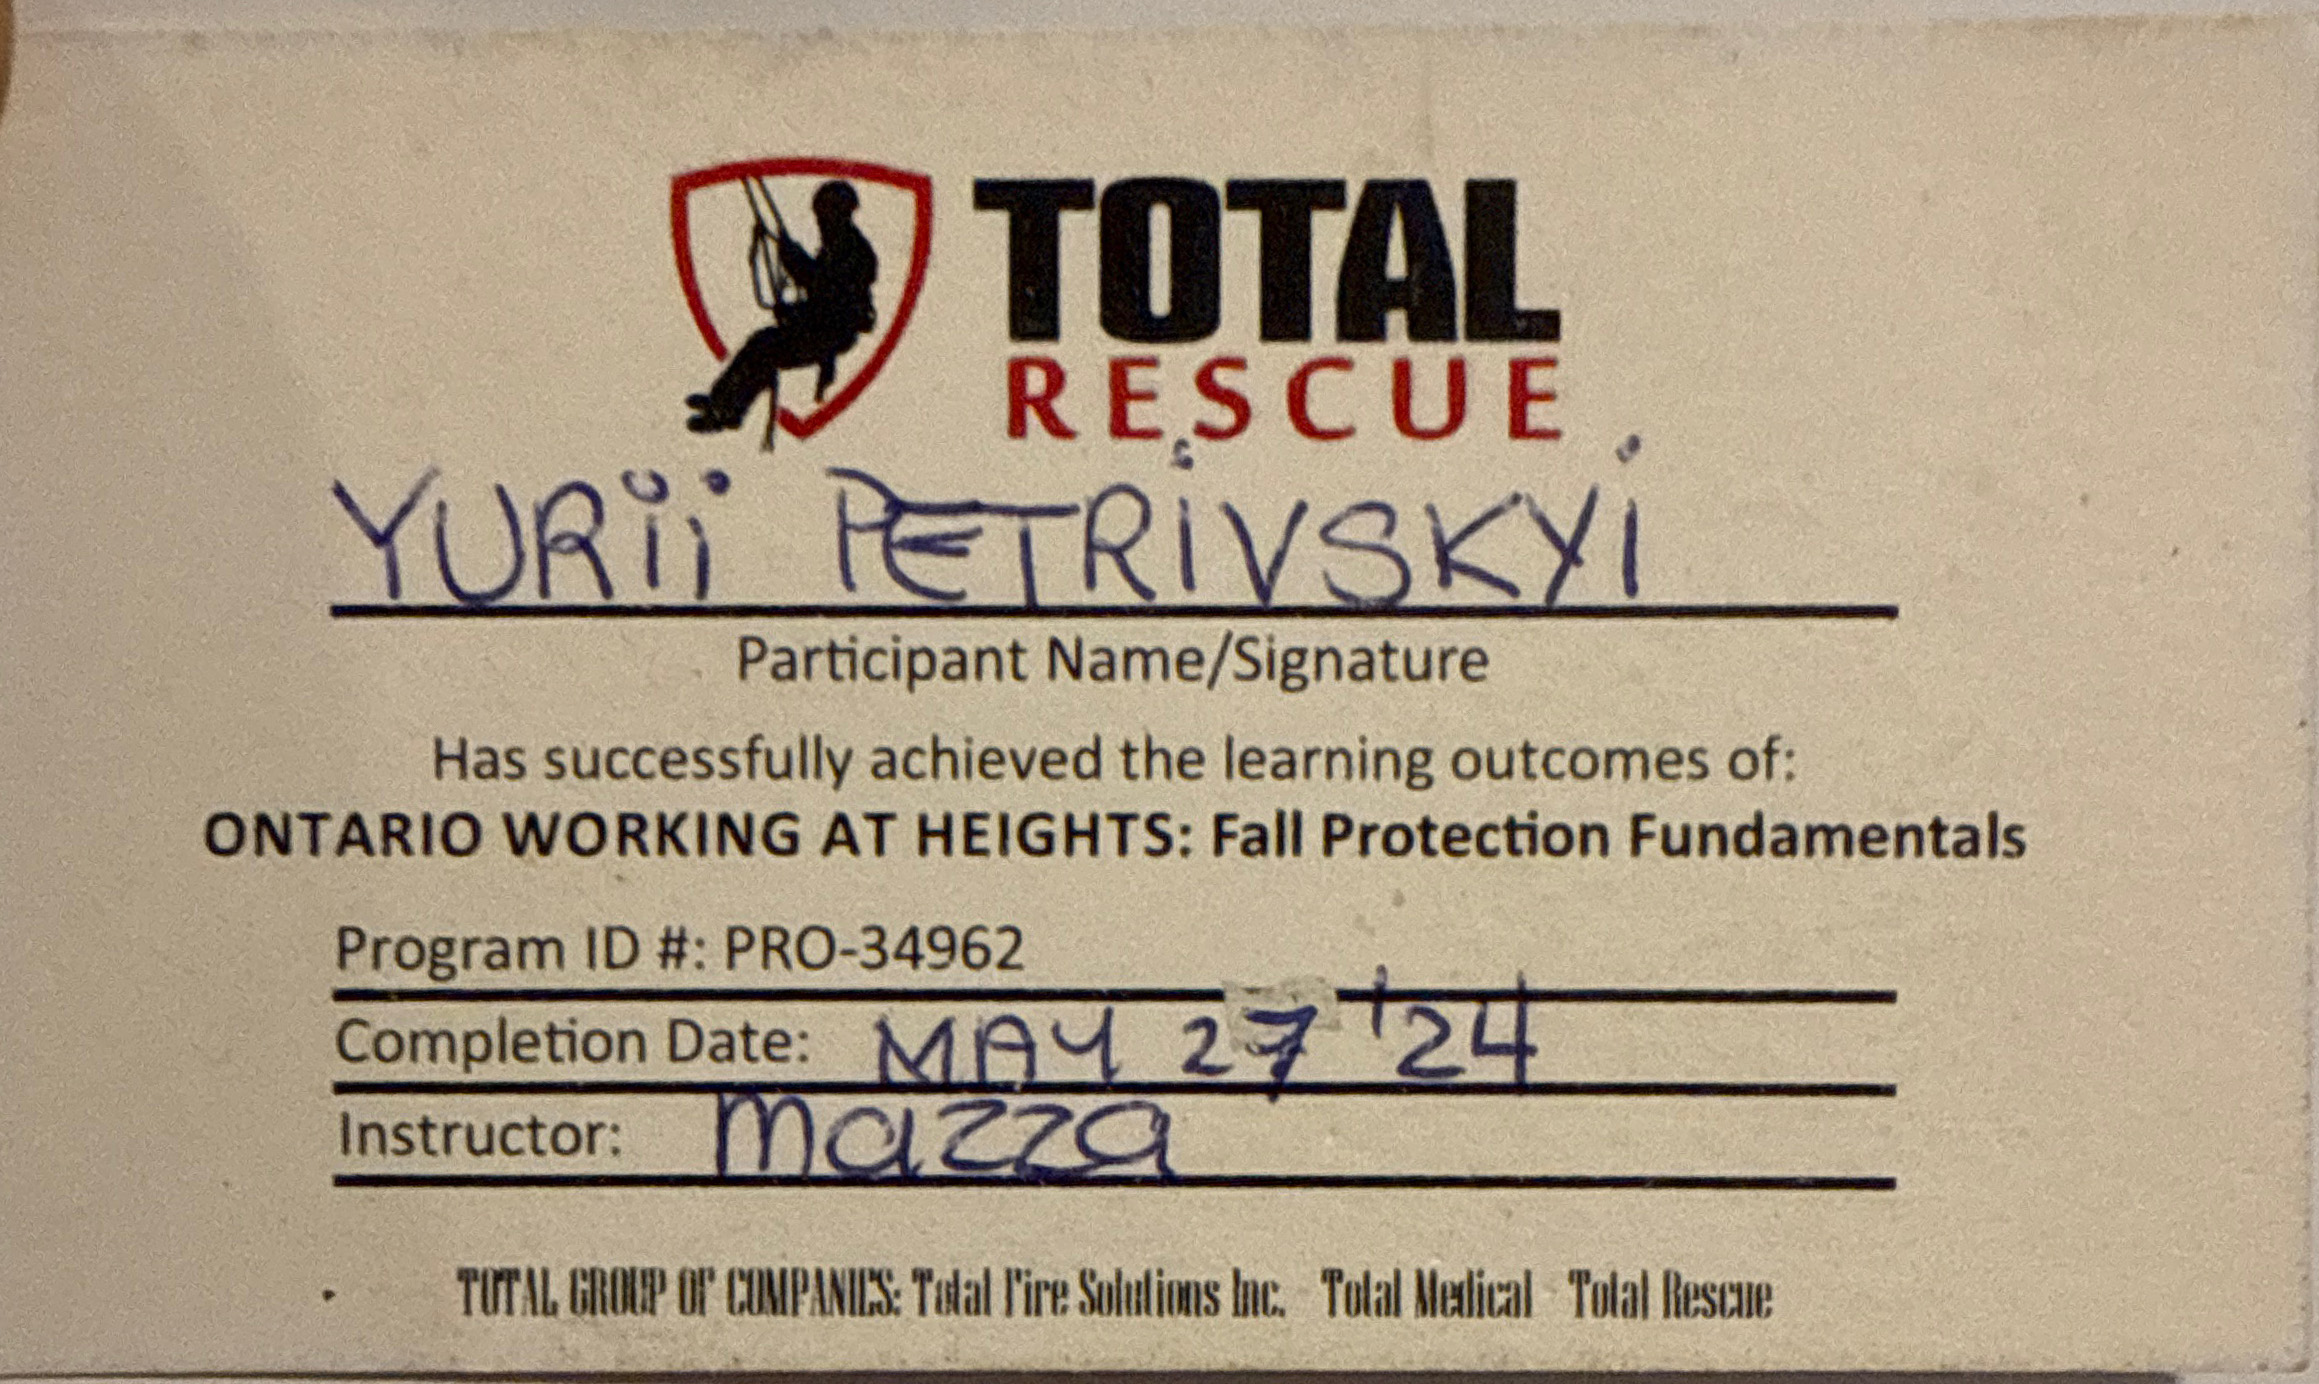 TOTAL
RESCUE
YURii PETRiVSKYi
Participant Name/Signature
Has successfully achieved the learning outcomes of:
ONTARIO WORKING AT HEIGHTS: Fall Protection Fundamentals
Program ID #: PRO-34962
Completion Date: MAY 27 '24
Instructor: Mazza
TOTAL GROUP OF COMPANIES: Total Fire Solutions Inc. Total Medical Total Rescue